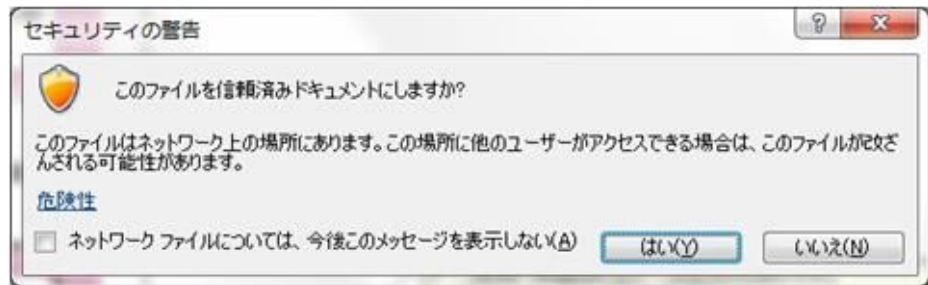 セキュリティの警告
このファイルを信頼済みドキュメントにしますか?
このファイルはネットワーク上の場所にあります。この場所に他のユーザーがアクセスできる場合は、このファイルが改ざ
んされる可能性があります。
危険性
ネットワーク ファイルについては、今後このメッセージを表示しない(A) はい(Y) いいえ(N)